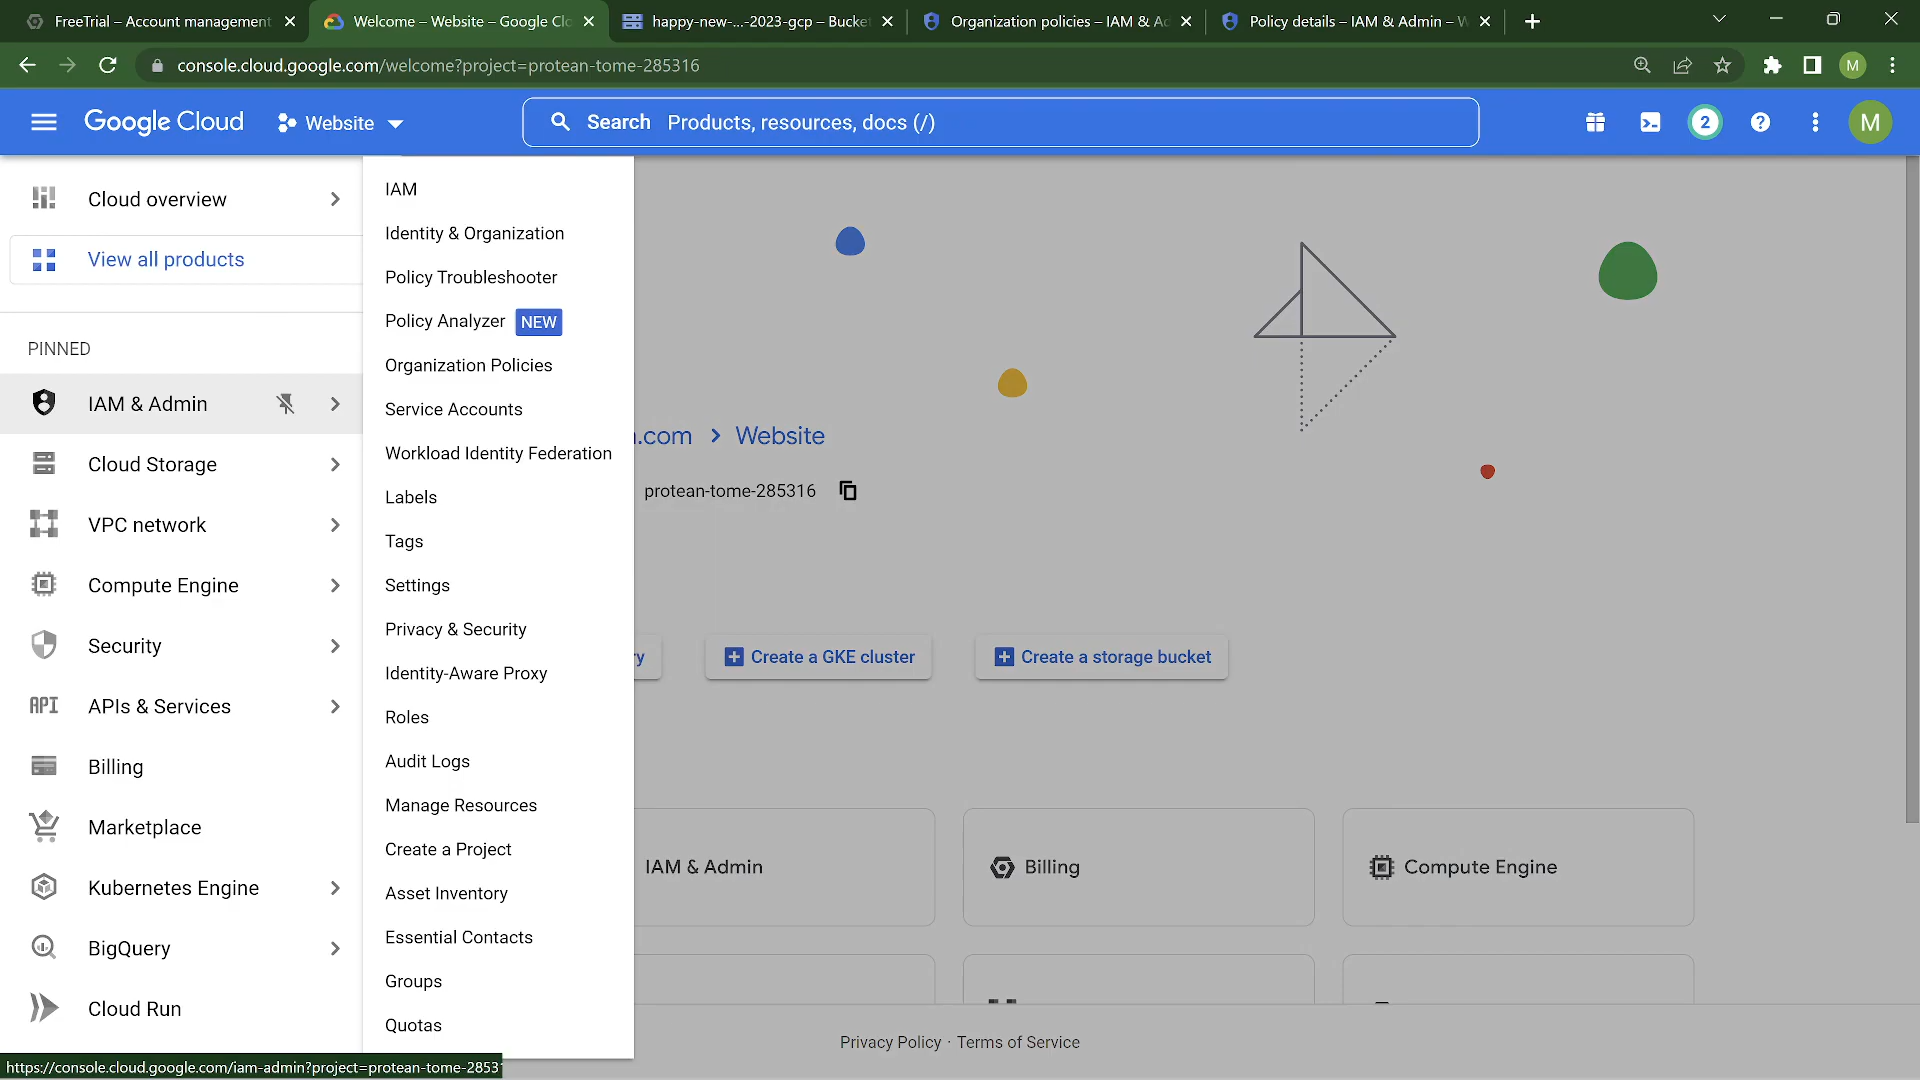 FreeTrial – Account management
Welcome – Website – Google Clo
happy-new-...-2023-gcp – Bucket
Organization policies – IAM & Ad
Policy details – IAM & Admin – W
console.cloud.google.com/welcome?project=protean-tome-285316
M
Google Cloud
Website
Search Products, resources, docs (/)
2
M
Cloud overview
View all products
PINNED
IAM & Admin
Cloud Storage
VPC network
Compute Engine
Security
API APIs & Services
Billing
Marketplace
Kubernetes Engine
BigQuery
Cloud Run
IAM
Identity & Organization
Policy Troubleshooter
Policy Analyzer NEW
Organization Policies
Service Accounts
Workload Identity Federation
Labels
Tags
Settings
Privacy & Security
Identity-Aware Proxy
Roles
Audit Logs
Manage Resources
Create a Project
Asset Inventory
Essential Contacts
Groups
Quotas
.com > Website
protean-tome-285316
Create a GKE cluster
Create a storage bucket
IAM & Admin
Billing
Compute Engine
Privacy Policy · Terms of Service
https://console.cloud.google.com/iam-admin?project=protean-tome-2853